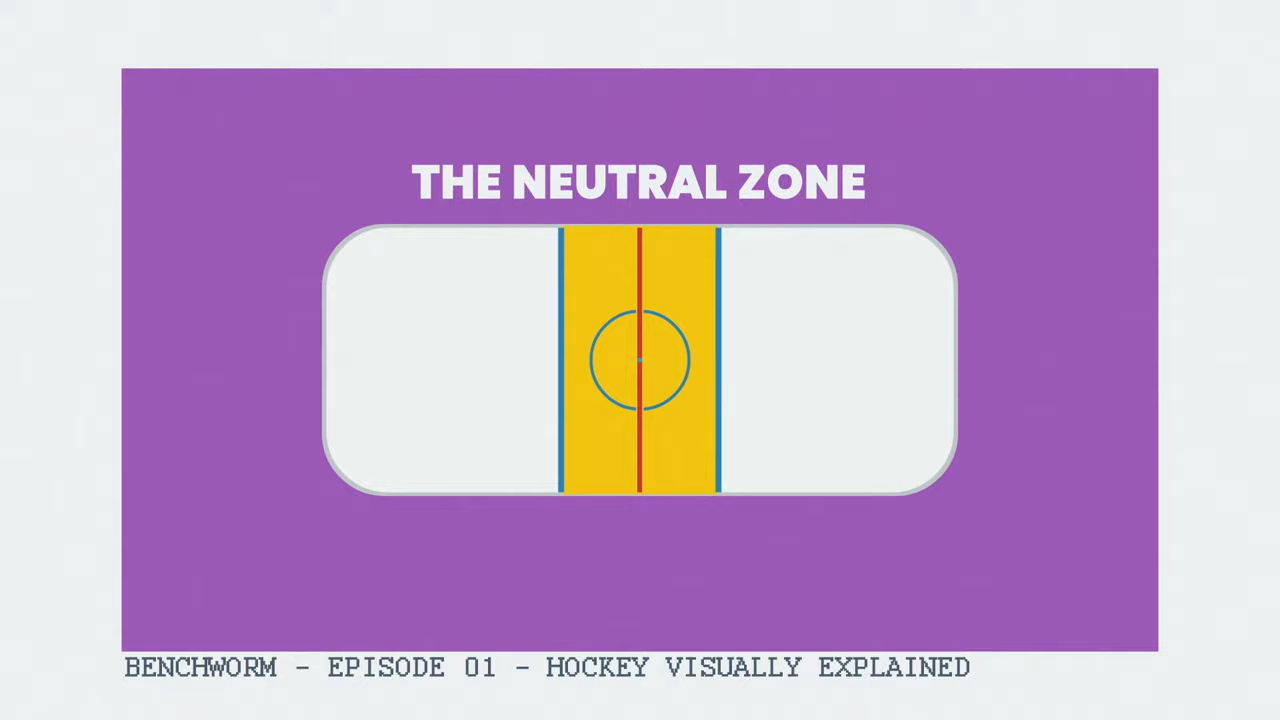 THE NEUTRAL ZONE
BENCHWORM - EPISODE 01 - HOCKEY VISUALLY EXPLAINED